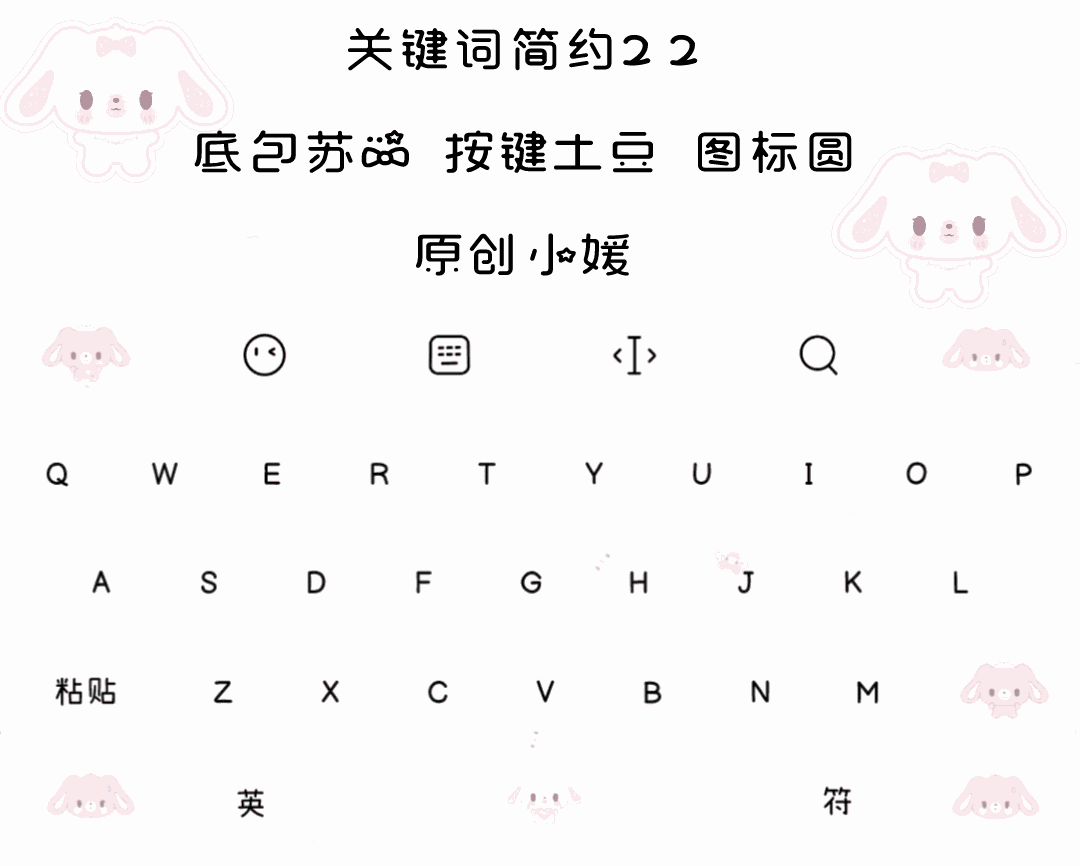 关键词简约22
底包苏苏 按键土豆 图标圆
原创小媛
Q W E R T Y U I O P
A S D F G H J K L
粘贴 Z X C V B N M
英 符